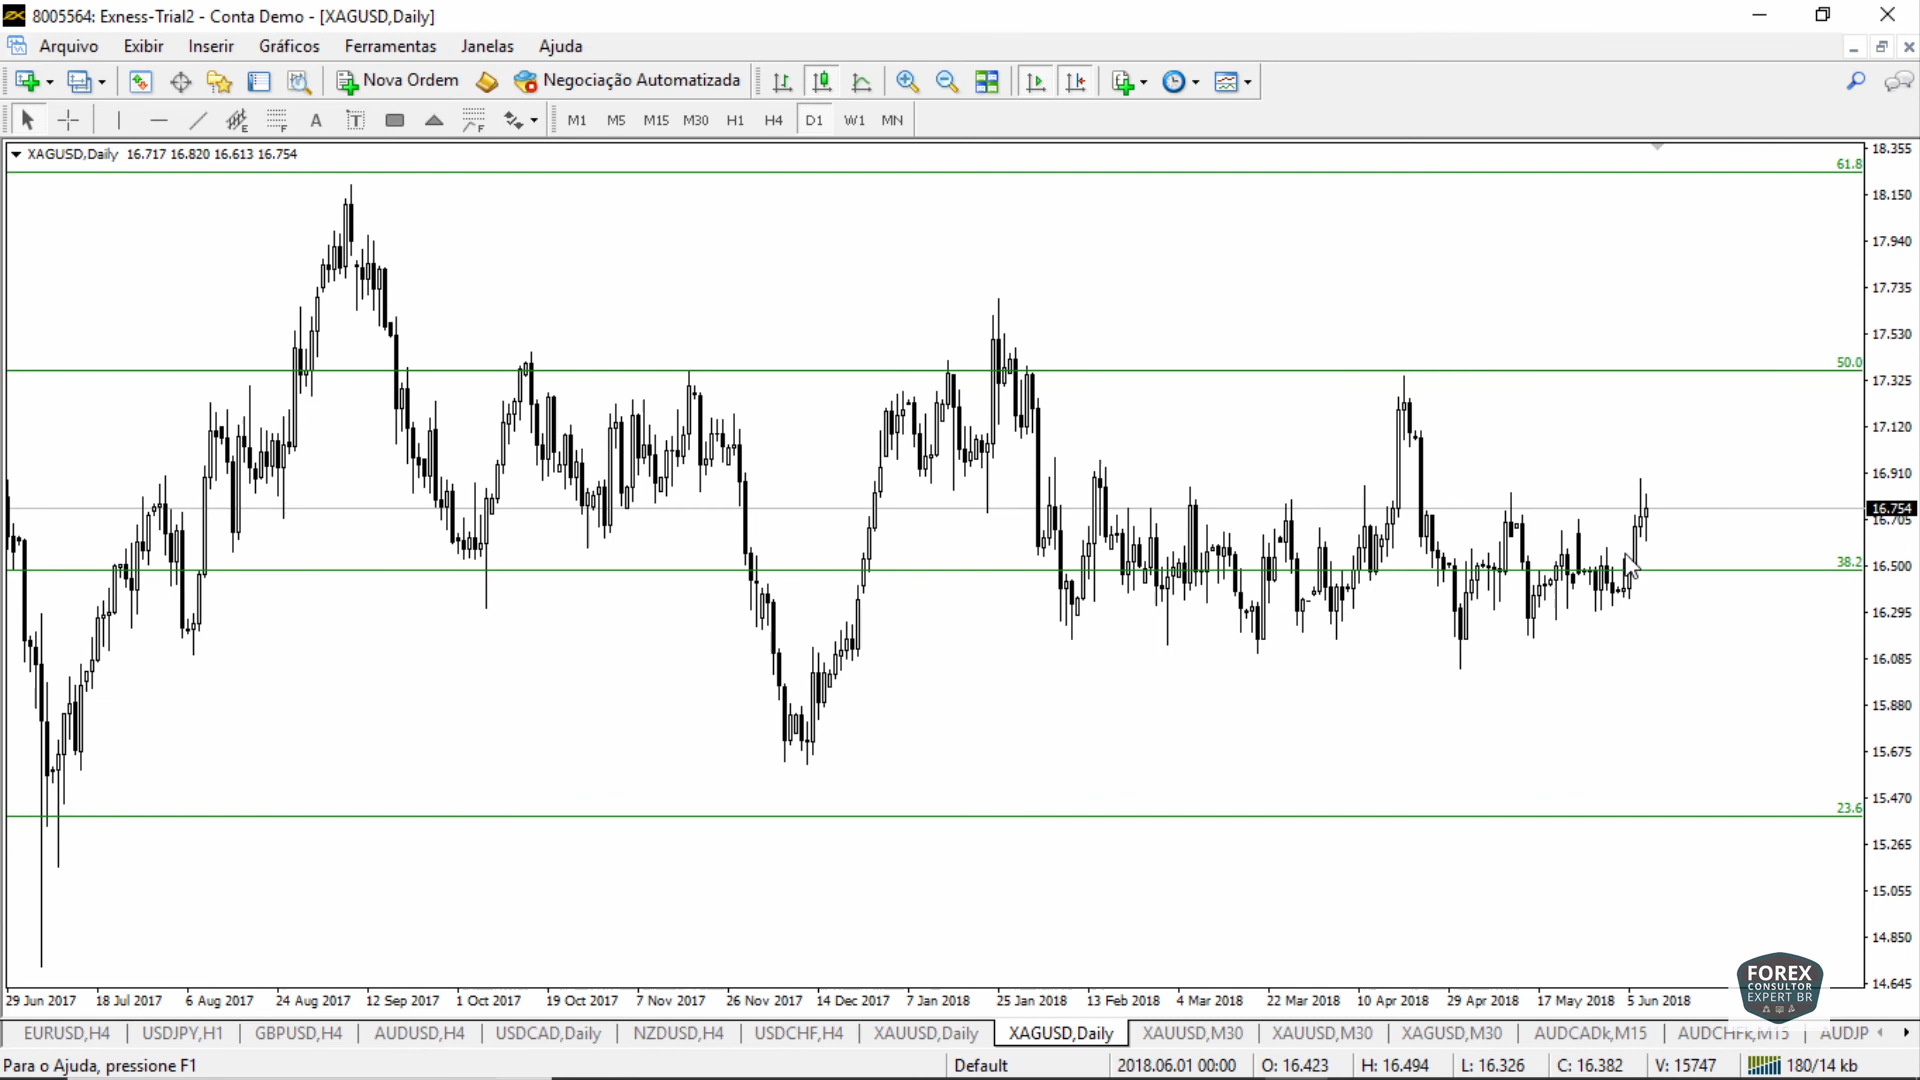 8005564: Exness-Trial2 - Conta Demo - [XAGUSD,Daily]
Arquivo Exibir Inserir Gráficos Ferramentas Janelas Ajuda
Nova Ordem Negociação Automatizada
A T M1 M5 M15 M30 H1 H4 D1 W1 MN
XAGUSD,Daily 16.717 16.820 16.613 16.754
18.355
61.8
18.150
17.940
17.735
17.530
50.0
17.325
17.120
16.910
16.754
16.705
38.2
16.500
16.295
16.085
15.880
15.675
15.470
23.6
15.265
15.055
14.850
14.645
FOREX
CONSULTOR
EXPERT BR
29 Jun 2017 18 Jul 2017 6 Aug 2017 24 Aug 2017 12 Sep 2017 1 Oct 2017 19 Oct 2017 7 Nov 2017 26 Nov 2017 14 Dec 2017 7 Jan 2018 25 Jan 2018 13 Feb 2018 4 Mar 2018 22 Mar 2018 10 Apr 2018 29 Apr 2018 17 May 2018 5 Jun 2018
EURUSD,H4 USDJPY,H1 GBPUSD,H4 AUDUSD,H4 USDCAD,Daily NZDUSD,H4 USDCHF,H4 XAUUSD,Daily XAGUSD,Daily XAUUSD,M30 XAUUSD,M30 XAGUSD,M30 AUDCADk,M15 AUDCHFk,M15 AUDJP
Para o Ajuda, pressione F1 Default 2018.06.01 00:00 O: 16.423 H: 16.494 L: 16.326 C: 16.382 V: 15747 180/14 kb